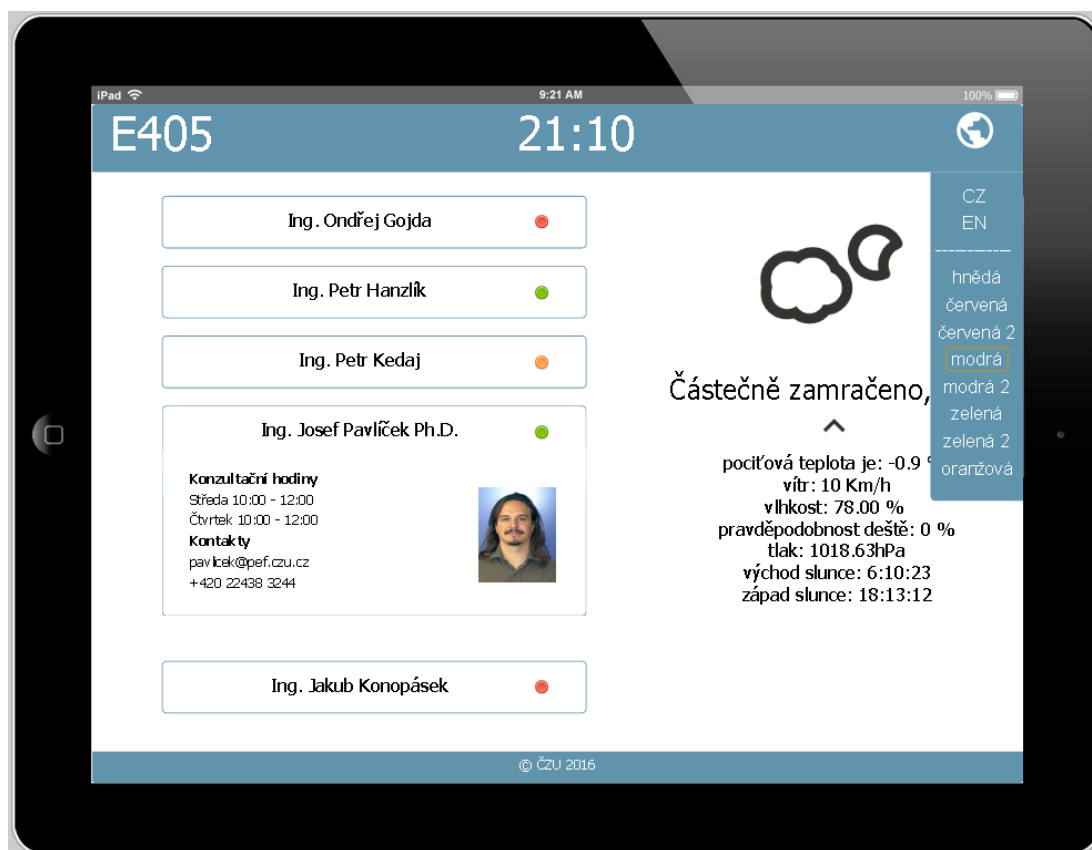 iPad 9:21 AM 100%
E405 21:10
Ing. Ondřej Gojda
Ing. Petr Hanzlík
Ing. Petr Kedaj
Ing. Josef Pavlíček Ph.D.
Konzultační hodiny
Středa 10:00 - 12:00
Čtvrtek 10:00 - 12:00
Kontakty
pavlicek@pef.czu.cz
+420 22438 3244
Ing. Jakub Konopásek
Částečně zamračeno,
pociťová teplota je: -0.9
vítr: 10 Km/h
vlhkost: 78.00 %
pravděpodobnost deště: 0 %
tlak: 1018.63hPa
východ slunce: 6:10:23
západ slunce: 18:13:12
CZ
EN
------------
hnědá
červená
červená 2
modrá
modrá 2
zelená
zelená 2
oranžová
© ČZU 2016